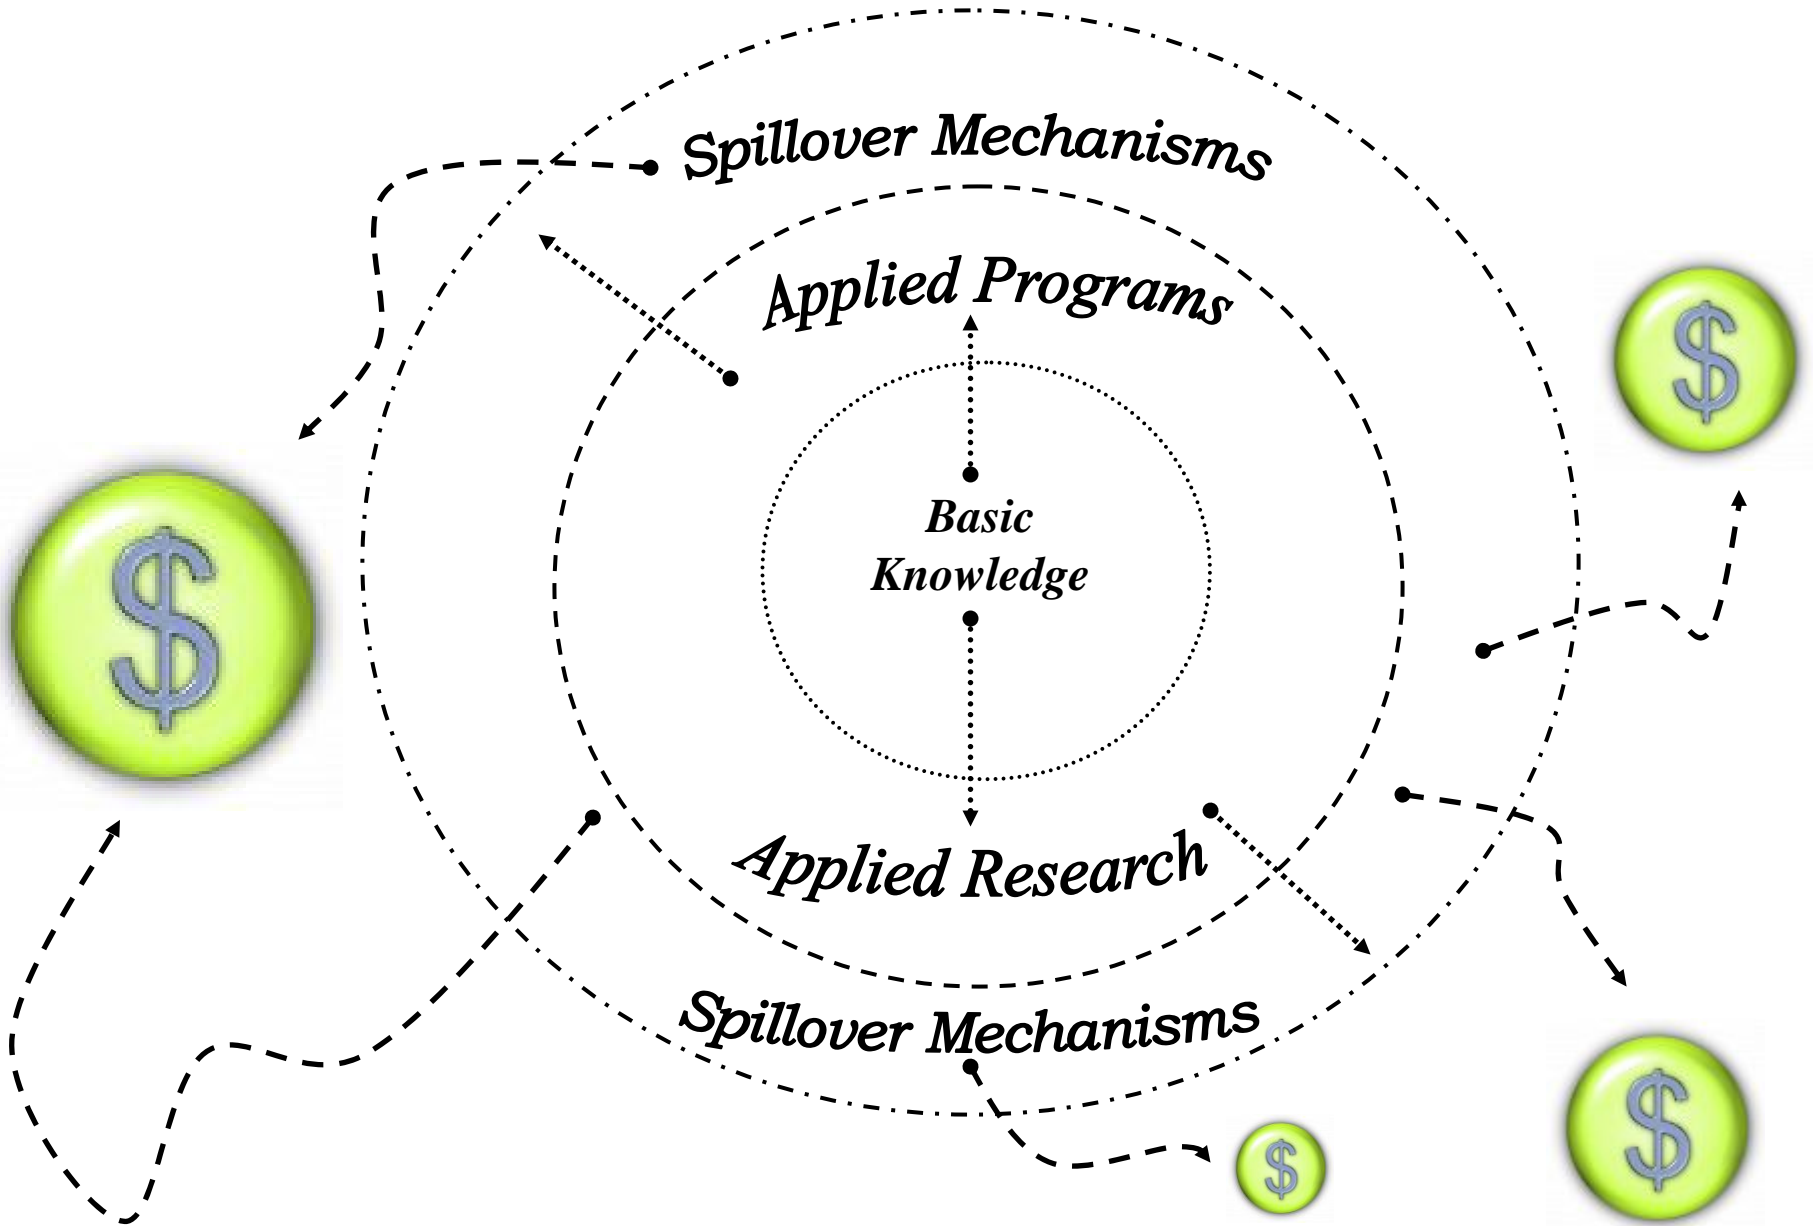 Spillover Mechanisms
Applied Programs
$
Basic
Knowledge
$
Applied Research
Spillover Mechanisms
$
$